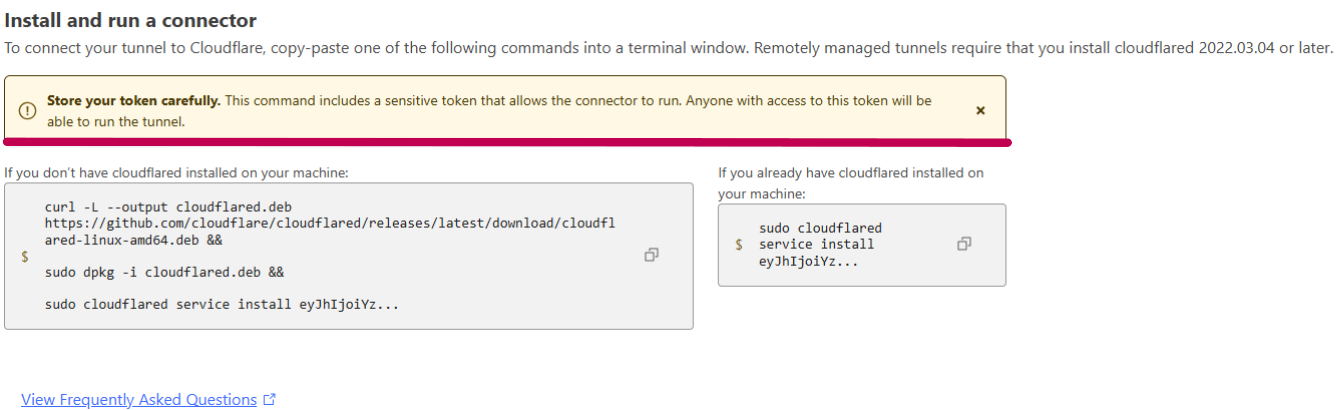 Install and run a connector
To connect your tunnel to Cloudflare, copy-paste one of the following commands into a terminal window. Remotely managed tunnels require that you install cloudflared 2022.03.04 or later.
Store your token carefully. This command includes a sensitive token that allows the connector to run. Anyone with access to this token will be
able to run the tunnel.
If you don't have cloudflared installed on your machine:
$
curl -L --output cloudflared.deb
https://github.com/cloudflare/cloudflared/releases/latest/download/cloudfl
ared-linux-amd64.deb &&
sudo dpkg -i cloudflared.deb &&
sudo cloudflared service install eyJhIjoiYz...
If you already have cloudflared installed on
your machine:
$
sudo cloudflared
service install
eyJhIjoiYz...
View Frequently Asked Questions